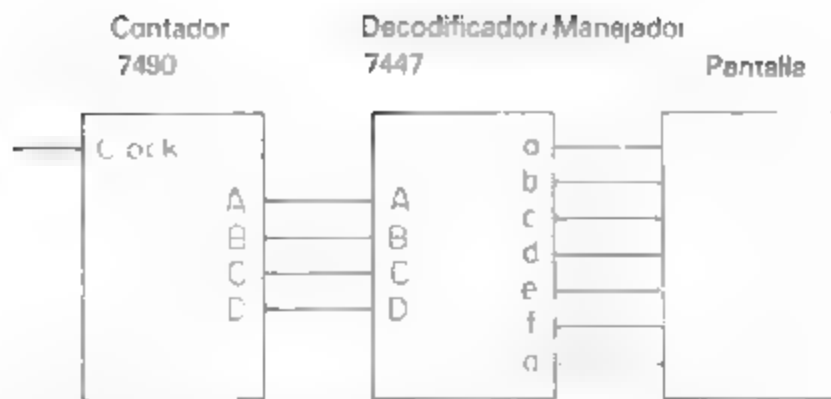 Contador
Decodificador/Manejador
7490
7447
Pantalla
Clock
a
b
A A c
B B d
C C e
D D f